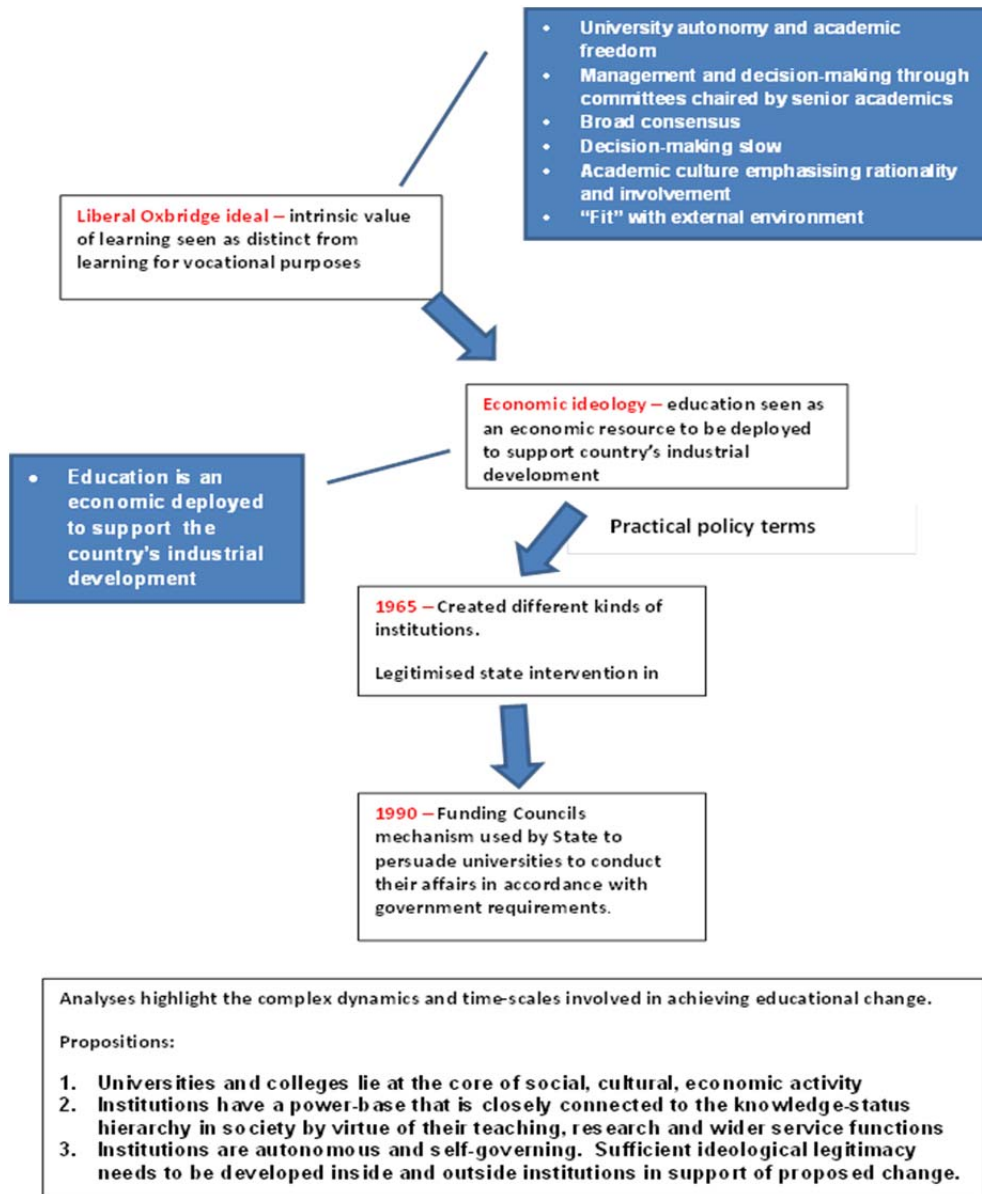 • University autonomy and academic
freedom
• Management and decision-making through
committees chaired by senior academics
• Broad consensus
• Decision-making slow
• Academic culture emphasising rationality
and involvement
• “Fit” with external environment
Liberal Oxbridge ideal – intrinsic value
of learning seen as distinct from
learning for vocational purposes
Economic ideology – education seen as
an economic resource to be deployed
to support country’s industrial
development
• Education is an
economic deployed
to support the
country’s industrial
development
Practical policy terms
1965 – Created different kinds of
institutions.
Legitimised state intervention in
1990 – Funding Councils
mechanism used by State to
persuade universities to conduct
their affairs in accordance with
government requirements.
Analyses highlight the complex dynamics and time-scales involved in achieving educational change.
Propositions:
1. Universities and colleges lie at the core of social, cultural, economic activity
2. Institutions have a power-base that is closely connected to the knowledge-status
hierarchy in society by virtue of their teaching, research and wider service functions
3. Institutions are autonomous and self-governing. Sufficient ideological legitimacy
needs to be developed inside and outside institutions in support of proposed change.